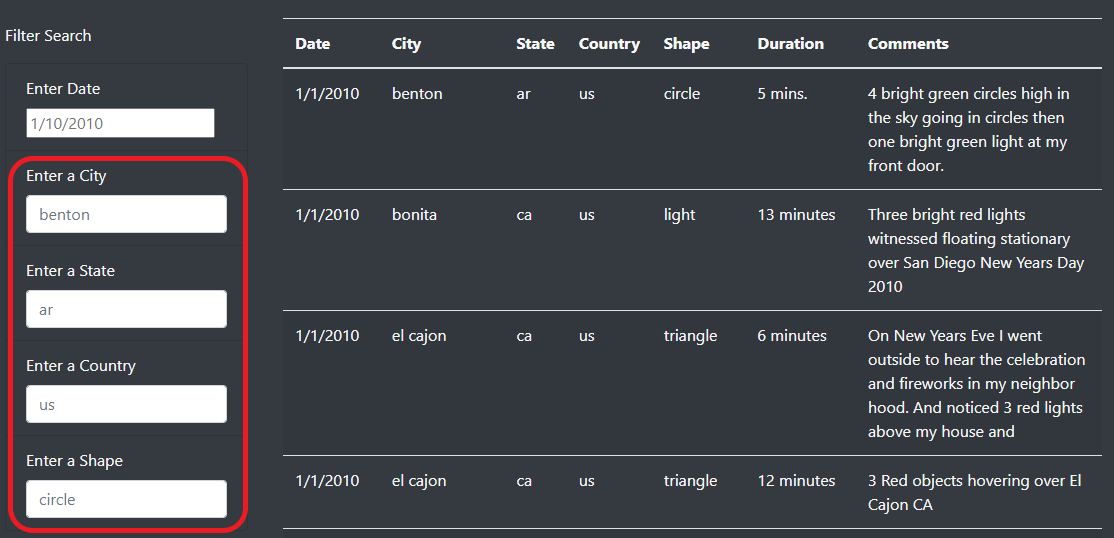 Filter Search
Enter Date
1/10/2010
Enter a City
benton
Enter a State
ar
Enter a Country
us
Enter a Shape
circle
Date City State Country Shape Duration Comments
1/1/2010 benton ar us circle 5 mins. 4 bright green circles high in
the sky going in circles then
one bright green light at my
front door.
1/1/2010 bonita ca us light 13 minutes Three bright red lights
witnessed floating stationary
over San Diego New Years Day
2010
1/1/2010 el cajon ca us triangle 6 minutes On New Years Eve I went
outside to hear the celebration
and fireworks in my neighbor
hood. And noticed 3 red lights
above my house and
1/1/2010 el cajon ca us triangle 12 minutes 3 Red objects hovering over El
Cajon CA